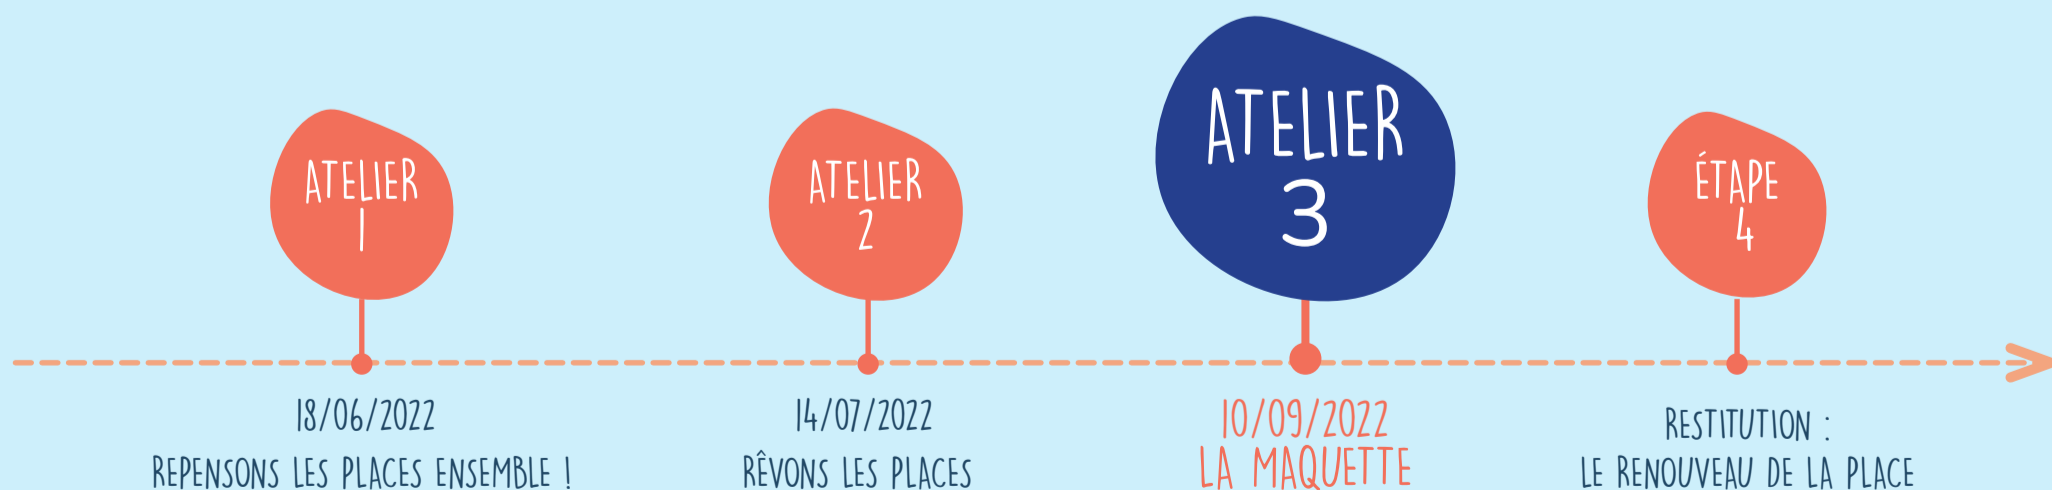 ATELIER
1
18/06/2022
REPENSONS LES PLACES ENSEMBLE !
ATELIER
2
14/07/2022
RÊVONS LES PLACES
ATELIER
3
10/09/2022
LA MAQUETTE
ÉTAPE
4
RESTITUTION :
LE RENOUVEAU DE LA PLACE